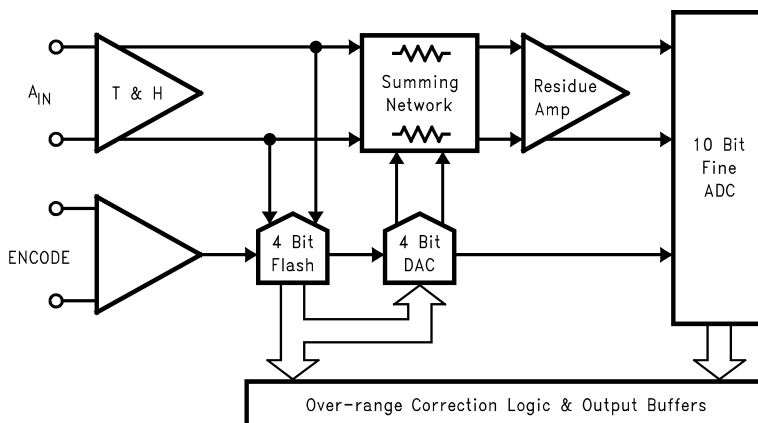 A_IN
T & H
Summing
Network
Residue
Amp
10 Bit
Fine
ADC
ENCODE
4 Bit
Flash
4 Bit
DAC
Over-range Correction Logic & Output Buffers